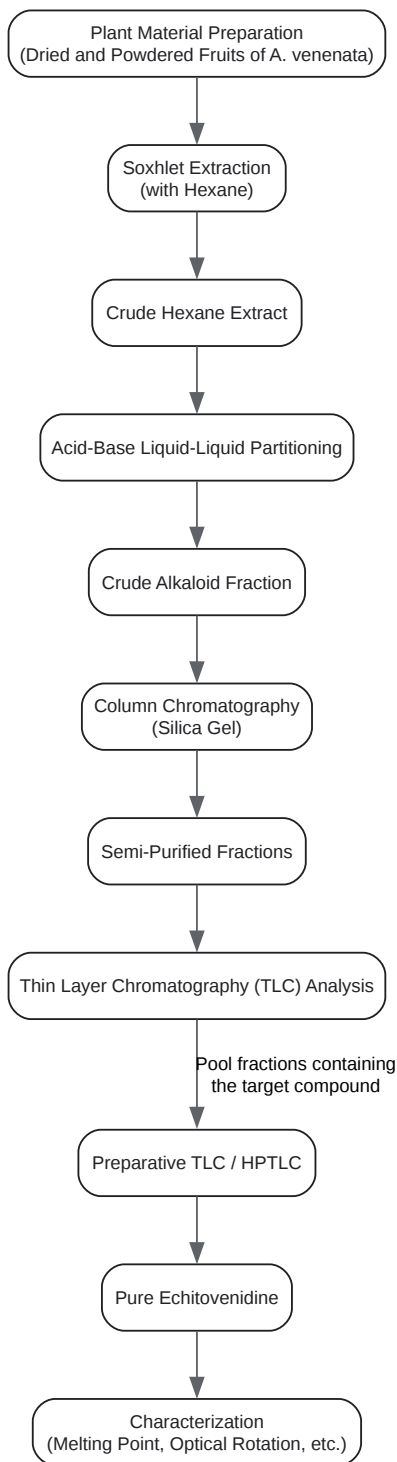 Plant Material Preparation
(Dried and Powdered Fruits of A. venenata)
Soxhlet Extraction
(with Hexane)
Crude Hexane Extract
Acid-Base Liquid-Liquid Partitioning
Crude Alkaloid Fraction
Column Chromatography
(Silica Gel)
Semi-Purified Fractions
Thin Layer Chromatography (TLC) Analysis
Pool fractions containing
the target compound
Preparative TLC / HPTLC
Pure Echitovenidine
Characterization
(Melting Point, Optical Rotation, etc.)